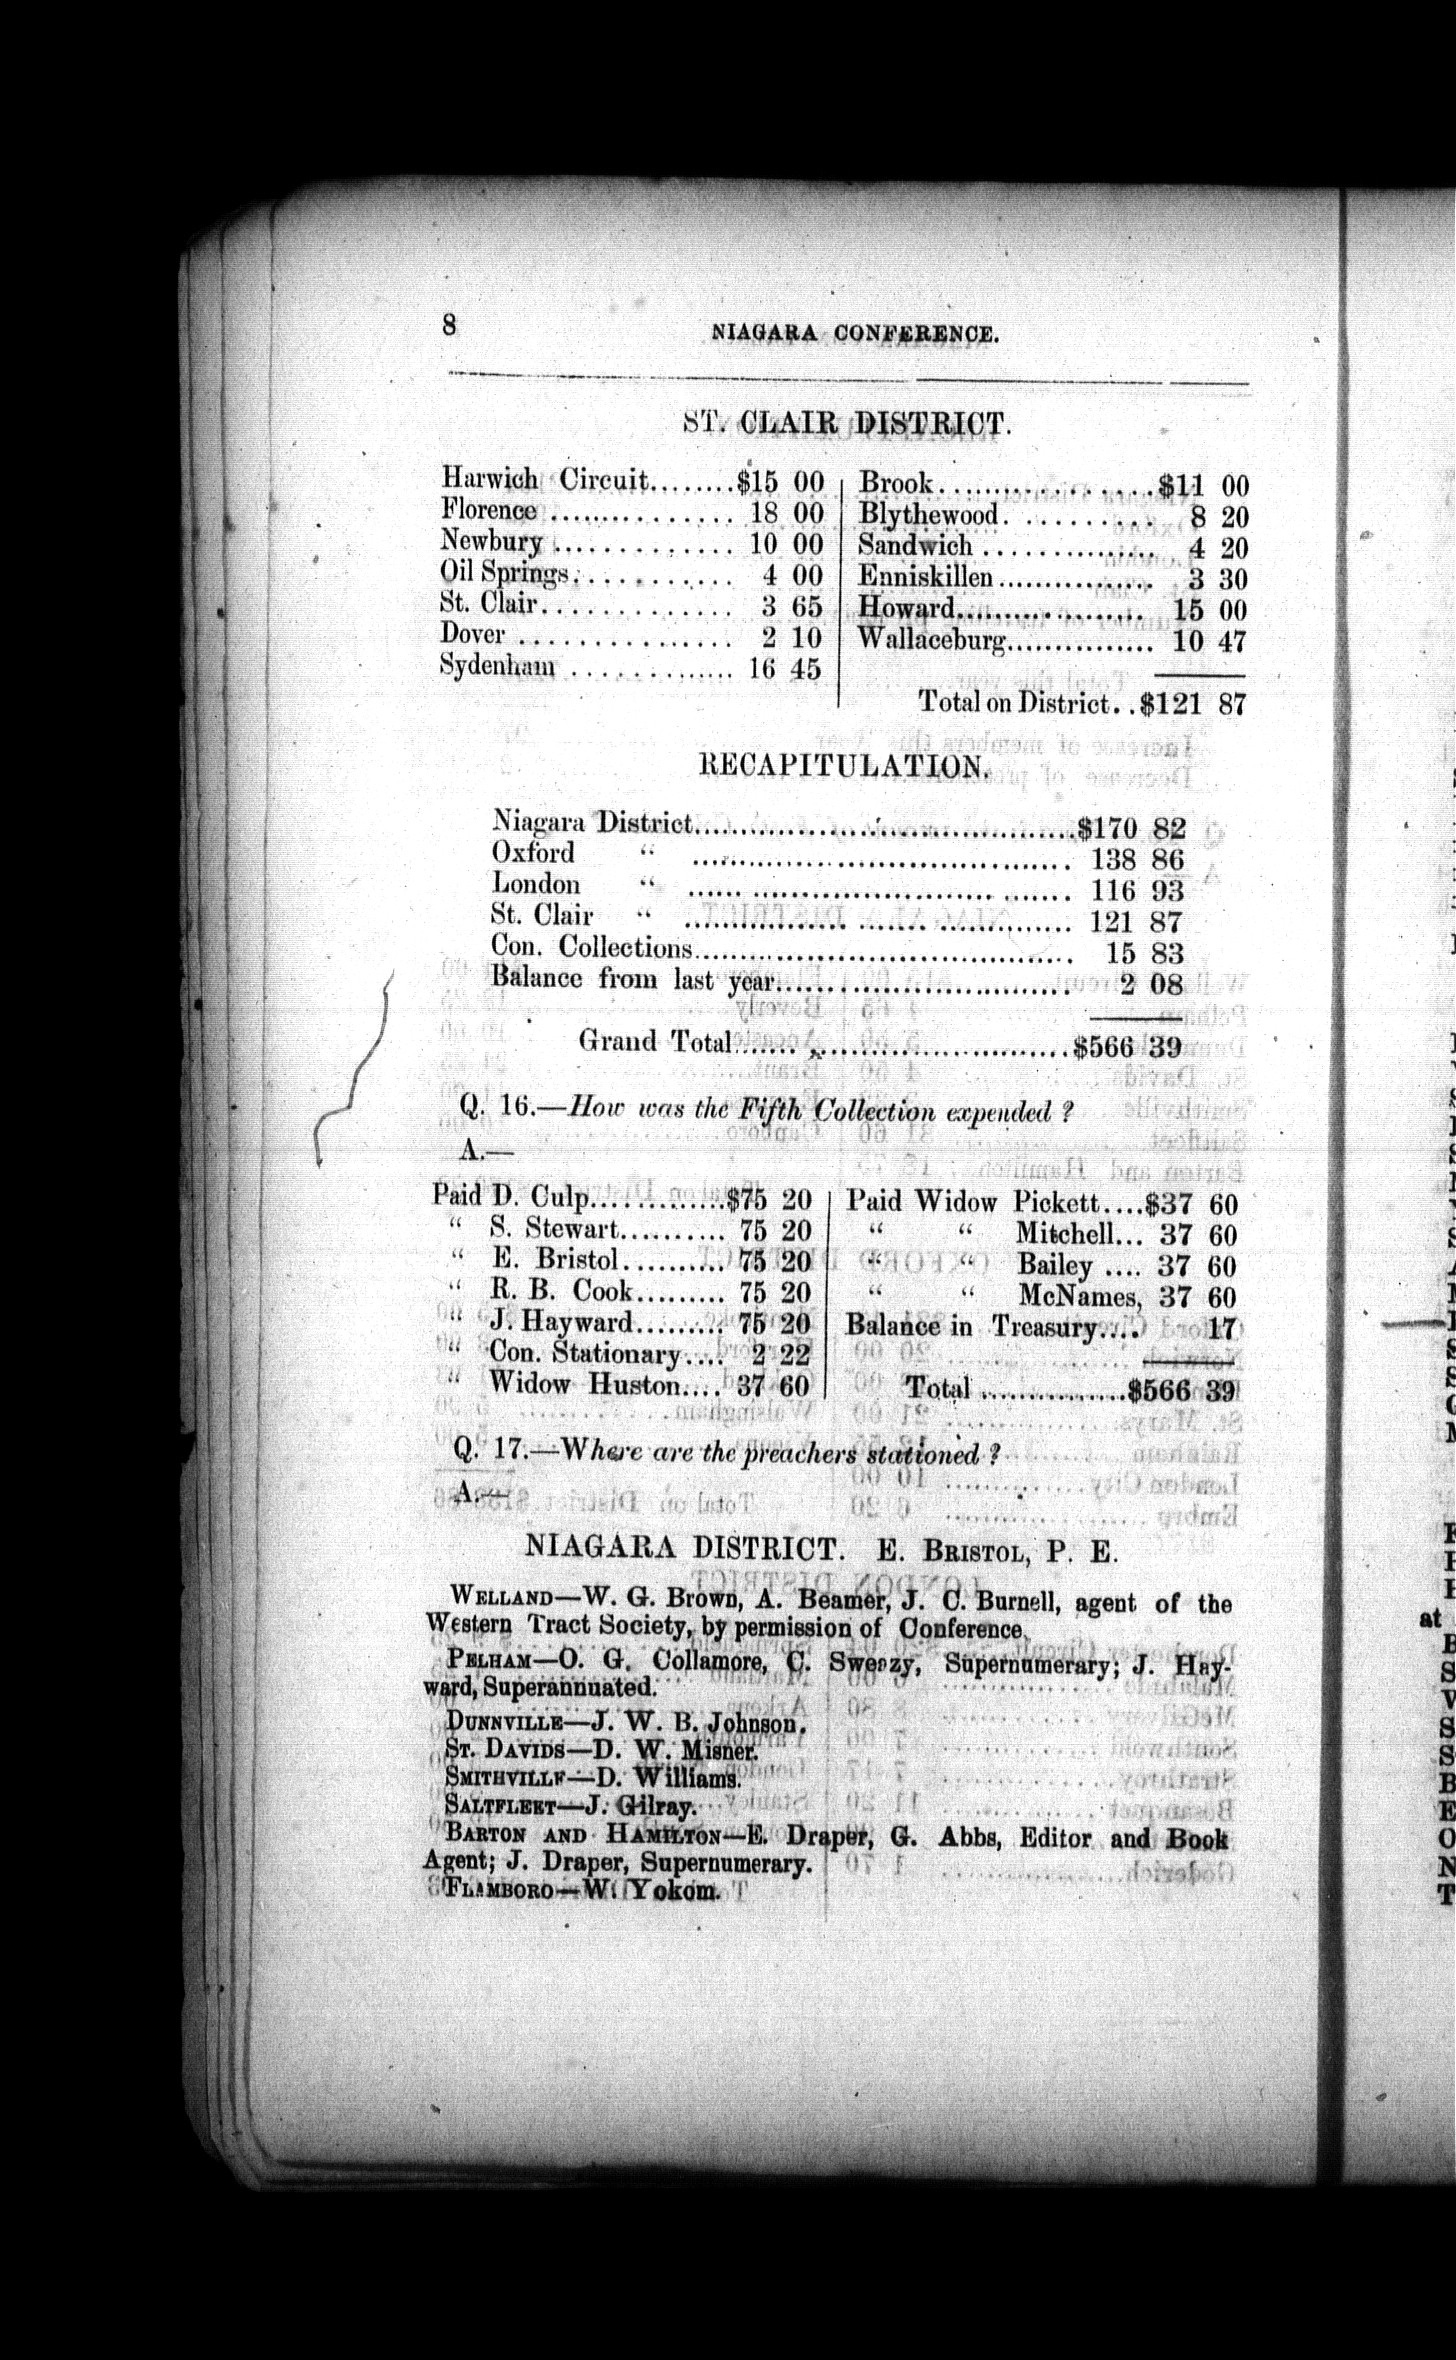 8 NIAGARA CONFERENCE.
ST. CLAIR DISTRICT.
Harwich Circuit........$15 00
Florence .............. 18 00
Newbury ............. 10 00
Oil Springs............ 4 00
St. Clair.............. 3 65
Dover ................ 2 10
Sydenham ............. 16 45
Brook.................$11 00
Blythewood. .......... 8 20
Sandwich ............... 4 20
Enniskillen............... 3 30
Howard.................. 15 00
Wallaceburg............... 10 47
Total on District..$121 87
RECAPITULATION.
Niagara District........................................$170 82
Oxford “ ........................................ 138 86
London “ ...... ........................... ....... 116 93
St. Clair “ ................. ....... .............. 121 87
Con. Collections........................................ 15 83
Balance from last year.............................. 2 08
Grand Total....... ...........................$566 39
Q. 16.—How was the Fifth Collection expended ?
A.—
Paid D. Culp..............$75 20
“ S. Stewart.......... 75 20
“ E. Bristol.......... 75 20
“ R. B. Cook......... 75 20
“ J. Hayward......... 75 20
“ Con. Stationary.... 2 22
“ Widow Huston.... 37 60
Paid Widow Pickett....$37 60
“ “ Mitchell... 37 60
“ “ Bailey .... 37 60
“ “ McNames, 37 60
Balance in Treasury.... 17
Total ................$566 39
Q. 17.—Where are the preachers stationed ?
A.—
NIAGARA DISTRICT. E. BRISTOL, P. E.
WELLAND—W. G. Brown, A. Beamer, J. C. Burnell, agent of the
Western Tract Society, by permission of Conference.
PELHAM—O. G. Collamore, C. Sweazy, Supernumerary; J. Hay-
ward, Superannuated.
DUNNVILLE—J. W. B. Johnson.
ST. DAVIDS—D. W. Misner.
SMITHVILLE—D. Williams.
SALTFLEET—J. Gilray.
BARTON AND HAMILTON—E. Draper, G. Abbs, Editor and Book
Agent; J. Draper, Supernumerary.
FLAMBORO—W. Yokom.
at